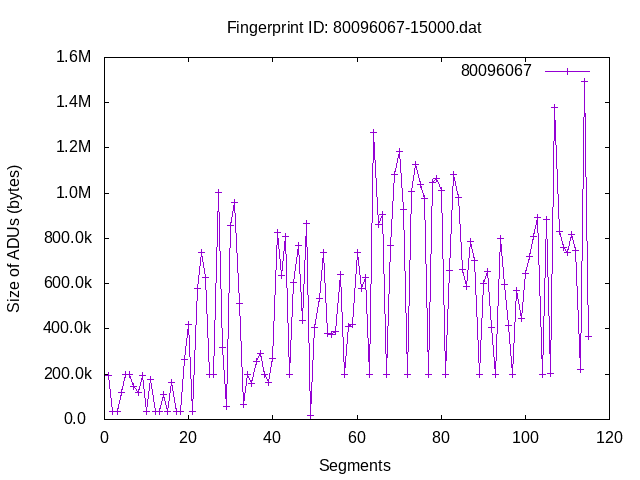 Fingerprint ID: 80096067-15000.dat
80096067
Size of ADUs (bytes)
1.6M
1.4M
1.2M
1.0M
800.0k
600.0k
400.0k
200.0k
0.0
0 20 40 60 80 100 120
Segments